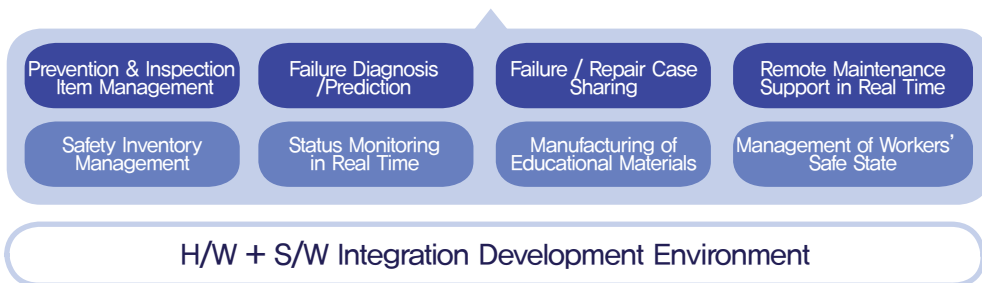 Prevention & Inspection
Item Management
Failure Diagnosis
/Prediction
Failure / Repair Case
Sharing
Remote Maintenance
Support in Real Time
Safety Inventory
Management
Status Monitoring
in Real Time
Manufacturing of
Educational Materials
Management of Workers’
Safe State
H/W + S/W Integration Development Environment